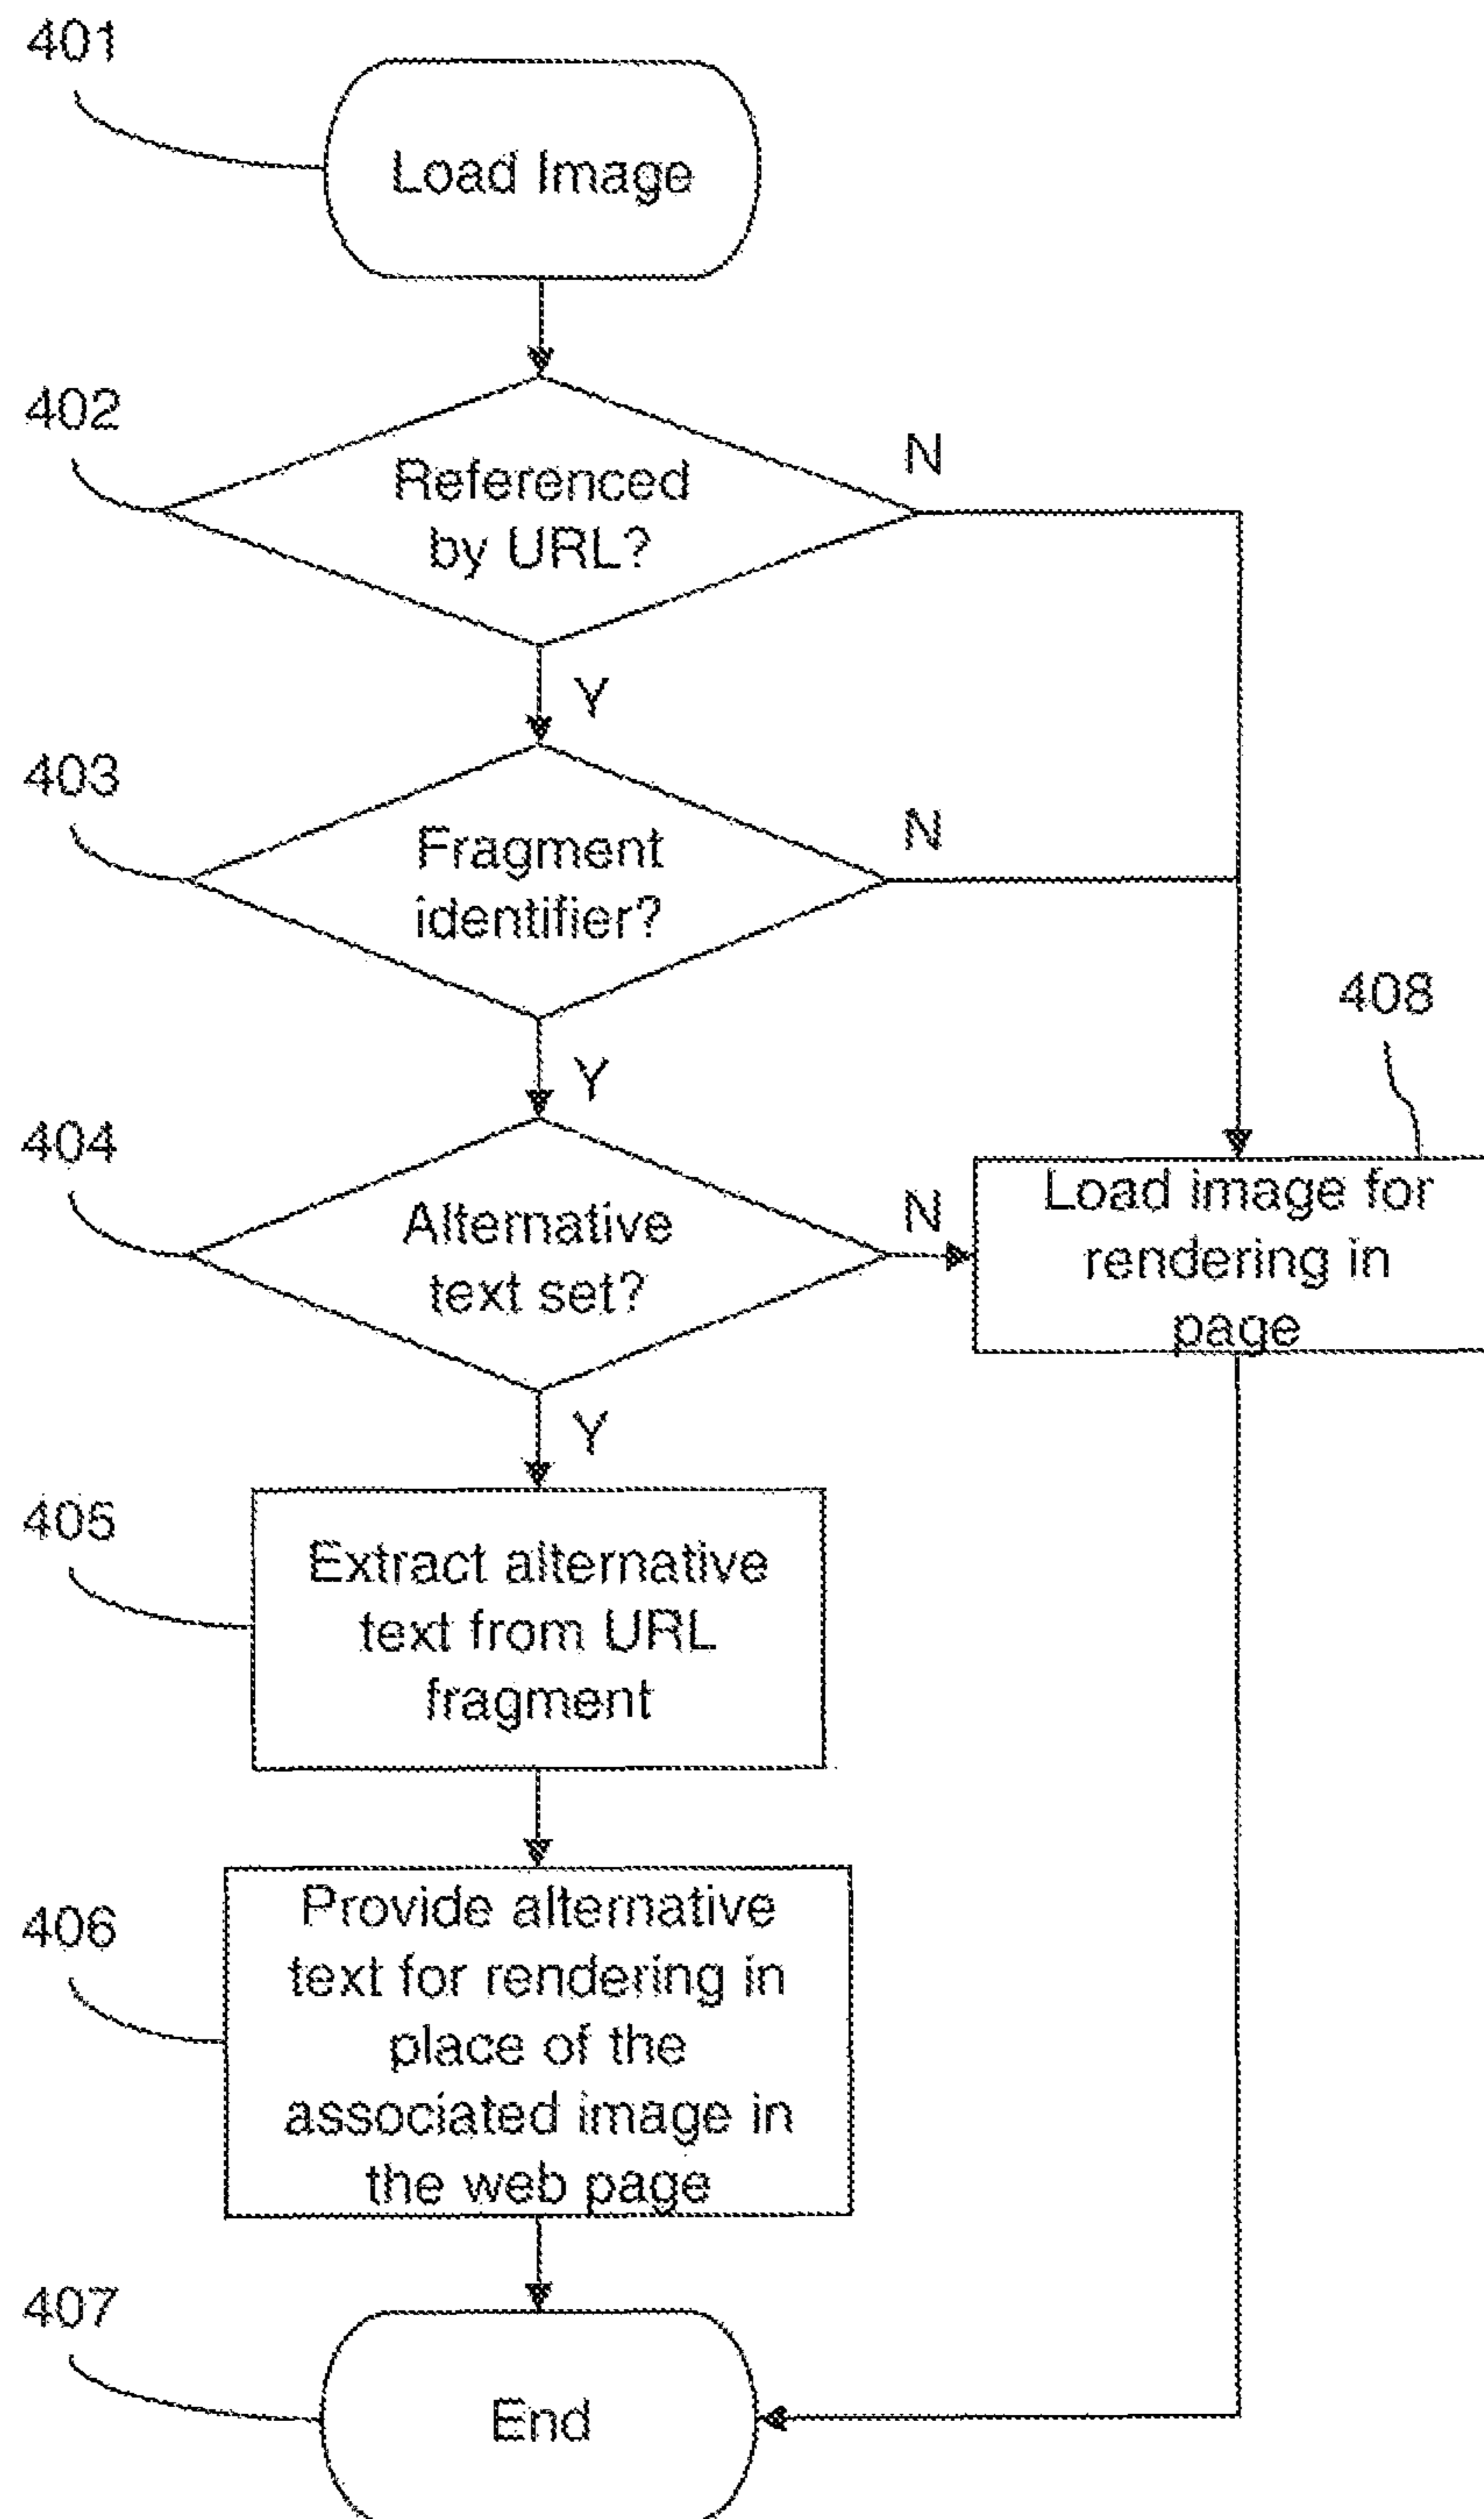 401
Load Image
402
Referenced
by URL?
N
Y
403
Fragment
identifier?
N
Y
408
404
Alternative
text set?
N
Load image for
rendering in
page
Y
405
Extract alternative
text from URL
fragment
406
Provide alternative
text for rendering in
place of the
associated image in
the web page
407
End